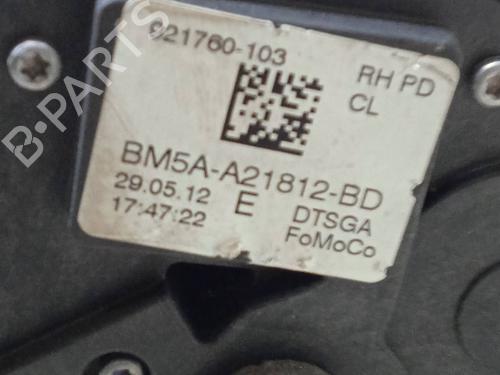 921760-103
RH PD
CL
BM5A-A21812-BD
29.05.12
E
DTSGA
17:47:22
FoMoCo
B-PARTS